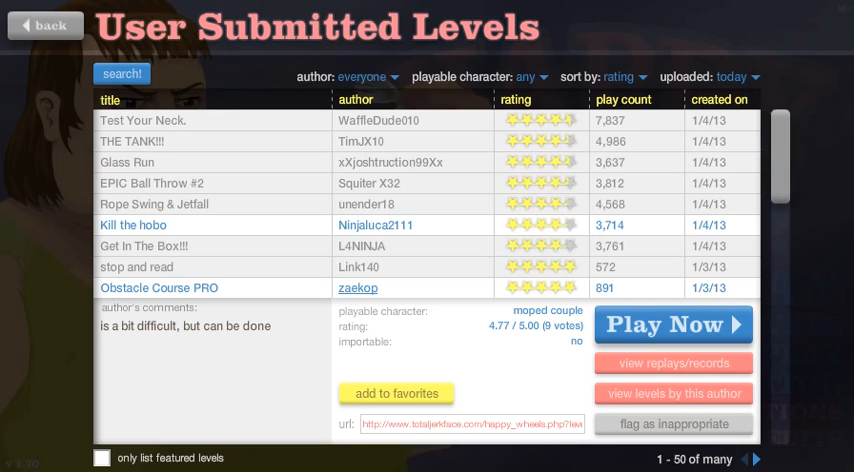 back
User Submitted Levels
search!
author: everyone playable character: any sort by: rating uploaded: today
title author rating play count created on
Test Your Neck. WaffleDude010 7,837 1/4/13
THE TANK!!! TimJX10 4,986 1/4/13
Glass Run xXjoshtruction99Xx 3,637 1/4/13
EPIC Ball Throw #2 Squiter X32 3,812 1/4/13
Rope Swing & Jetfall unender18 4,568 1/4/13
Kill the hobo Ninjaluca2111 3,714 1/4/13
Get In The Box!!! L4NINJA 3,761 1/4/13
stop and read Link140 572 1/3/13
Obstacle Course PRO zaekop 891 1/3/13
author's comments:
is a bit difficult, but can be done
playable character: moped couple
rating: 4.77 / 5.00 (9 votes)
importable: no
Play Now
view replays/records
add to favorites
view levels by this author
url: http://www.totaljerkface.com/happy_wheels.php?lev
flag as inappropriate
only list featured levels
1 - 50 of many
v 1.70